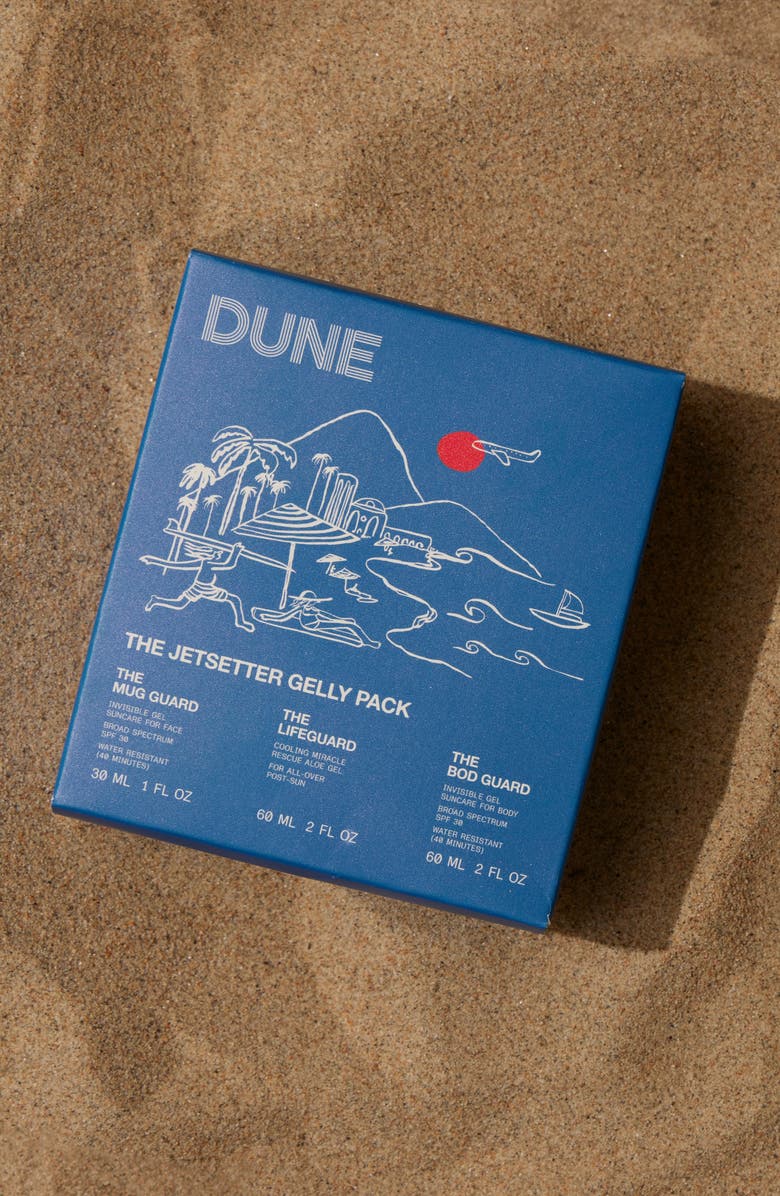 DUNE
THE JETSETTER GELLY PACK
THE
MUG GUARD
INVISIBLE GEL
SUNCARE FOR FACE
BROAD SPECTRUM
SPF 30
WATER RESISTANT
(40 MINUTES)
30 ML 1 FL OZ
THE
LIFEGUARD
COOLING MIRACLE
RESCUE ALOE GEL
FOR ALL-OVER
POST-SUN
60 ML 2 FL OZ
THE
BOD GUARD
INVISIBLE GEL
SUNCARE FOR BODY
BROAD SPECTRUM
SPF 30
WATER RESISTANT
(40 MINUTES)
60 ML 2 FL OZ